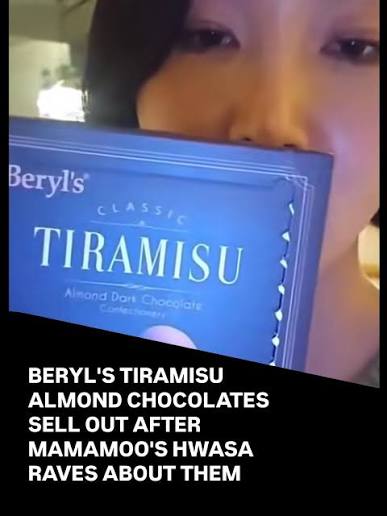 Beryl's®
CLASSIC
TIRAMISU
Almond Dark Chocolate
Confectionery
BERYL'S TIRAMISU
ALMOND CHOCOLATES
SELL OUT AFTER
MAMAMOO'S HWASA
RAVES ABOUT THEM